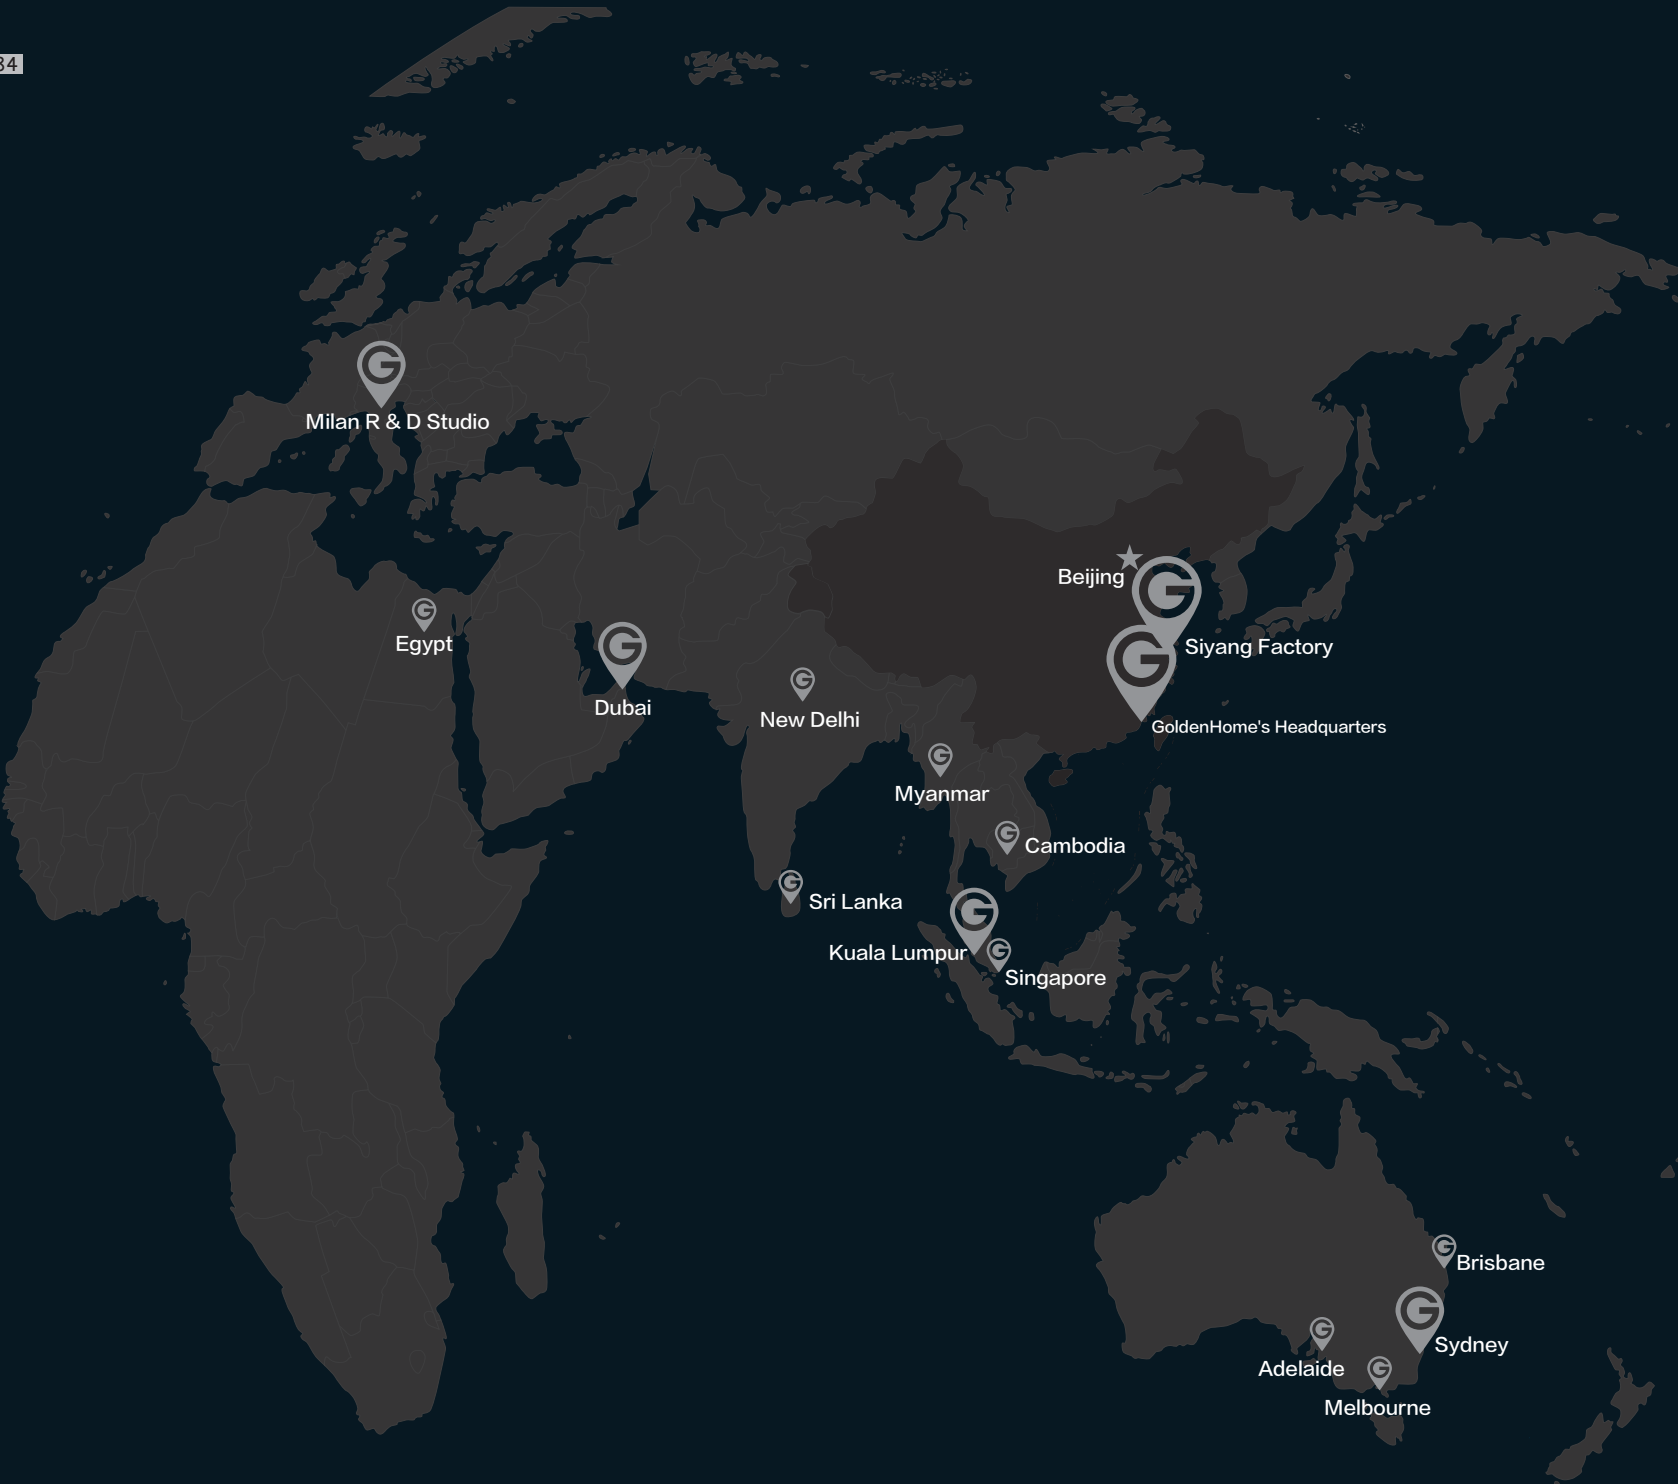 34
Milan R & D Studio
Beijing
Egypt
Siyang Factory
Dubai
New Delhi
GoldenHome's Headquarters
Myanmar
Cambodia
Sri Lanka
Kuala Lumpur
Singapore
Brisbane
Sydney
Adelaide
Melbourne